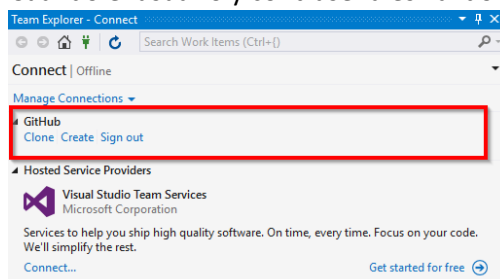 Team Explorer - Connect
Search Work Items (Ctrl+[)
Connect | Offline
Manage Connections
GitHub
Clone Create Sign out
Hosted Service Providers
Visual Studio Team Services
Microsoft Corporation
Services to help you ship high quality software. On time, every time. Focus on your code.
We'll simplify the rest.
Connect... Get started for free